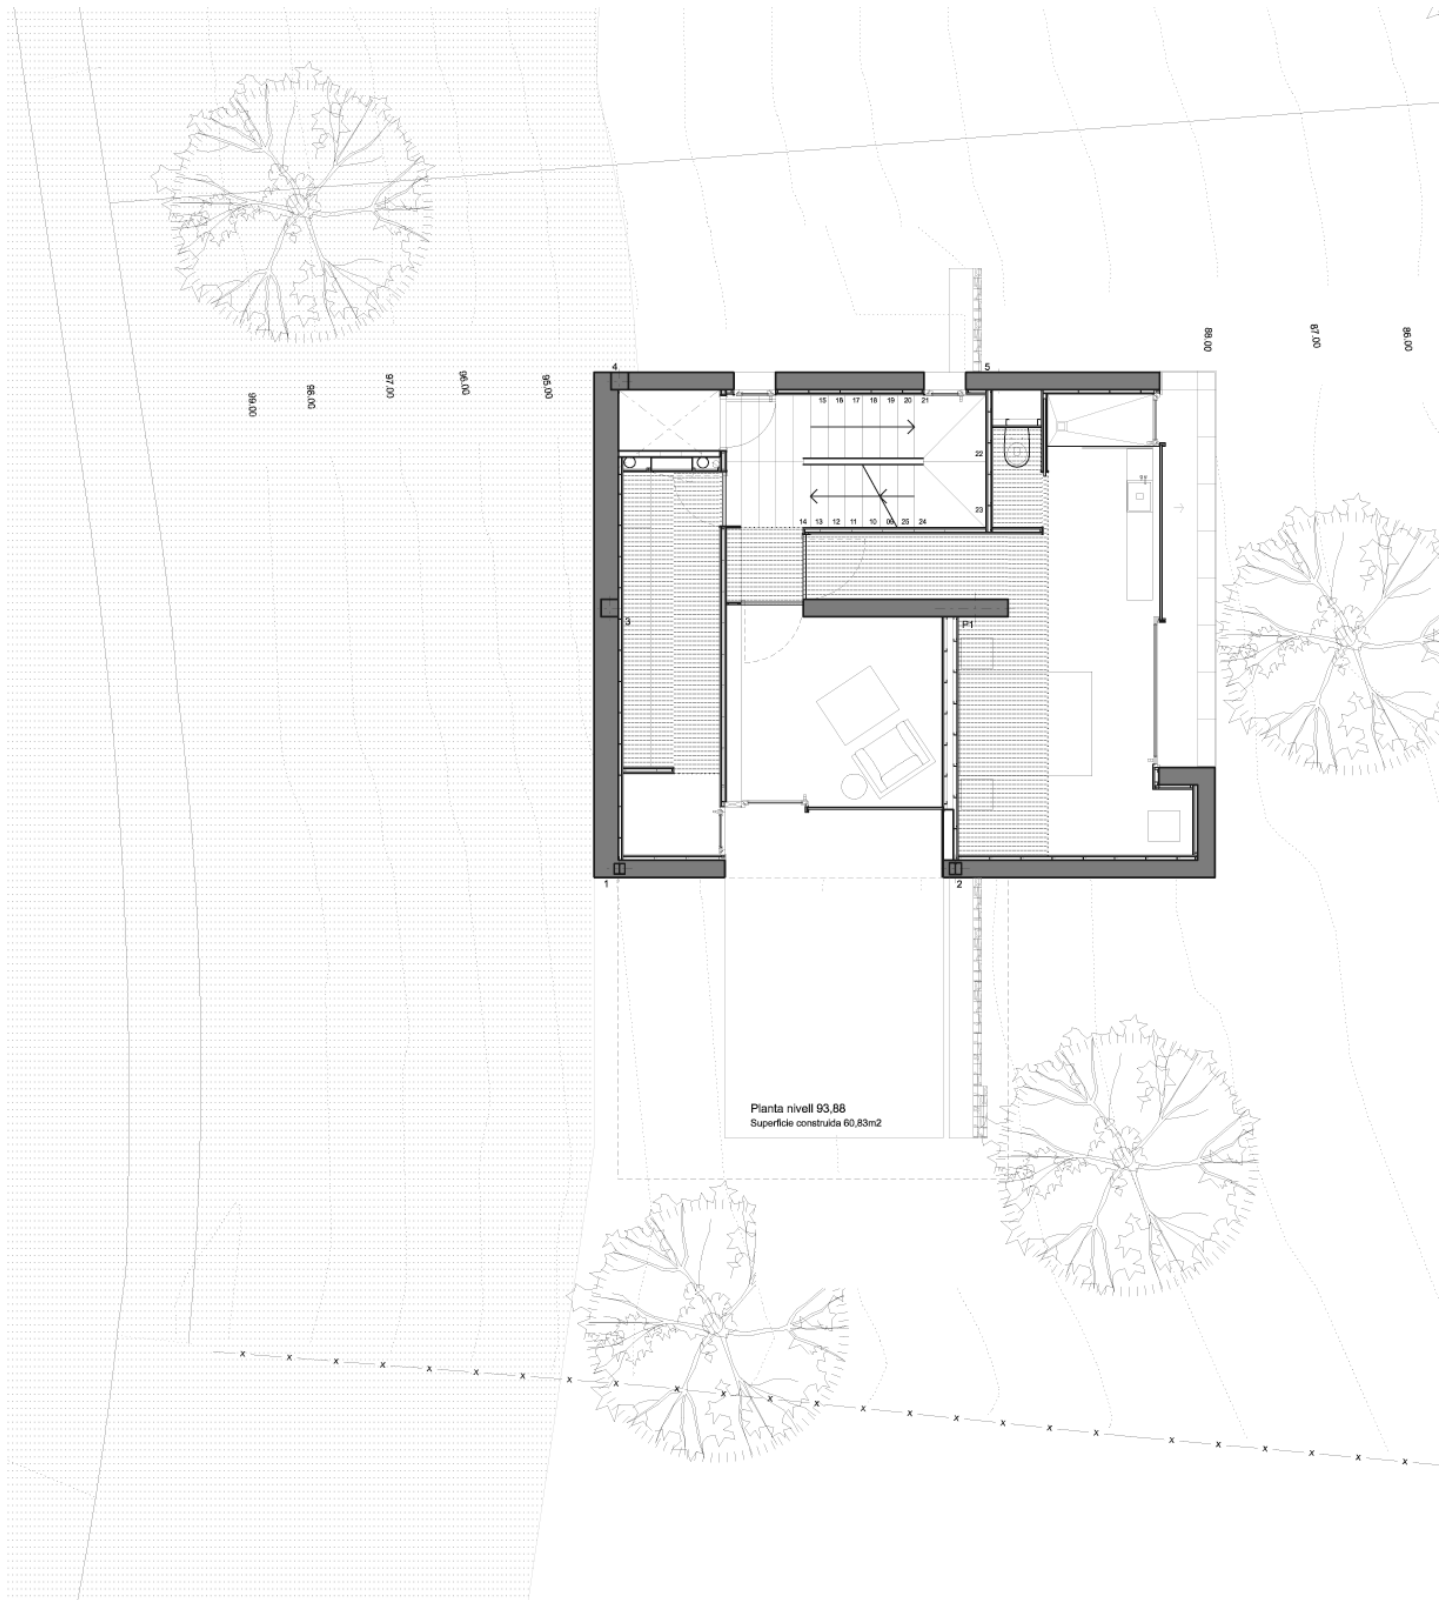 88.00
87.00
86.00
4
5
99.00
98.00
97.00
96.00
95.00
15 16 17 18 19 20 21
22
23
14 13 12 11 10 09 25 24
3
P1
1
2
Planta nivell 93,88
Superfície construïda 60,83m2
x x x x x x x x x x x x x x x x x x x x x x x x x x